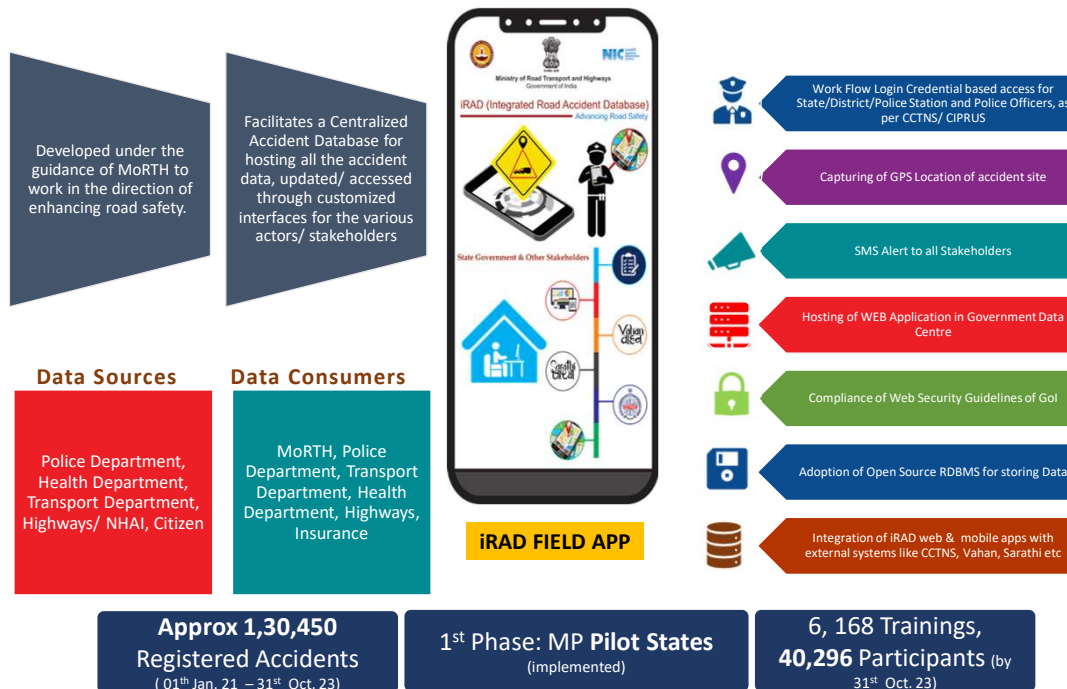 Developed under the
guidance of MoRTH to
work in the direction of
enhancing road safety.
Facilitates a Centralized
Accident Database for
hosting all the accident
data, updated/ accessed
through customized
interfaces for the various
actors/ stakeholders
Data Sources
Police Department,
Health Department,
Transport Department,
Highways/ NHAI, Citizen
Data Consumers
MoRTH, Police
Department, Transport
Department, Health
Department, Highways,
Insurance
NIC
Ministry of Road Transport and Highways
Government of India
iRAD (Integrated Road Accident Database)
Advancing Road Safety
State Government & Other Stakeholders
Vahan
वाहन
Sarathi
सारथी
iRAD FIELD APP
Work Flow Login Credential based access for
State/District/Police Station and Police Officers, as
per CCTNS/ CIPRUS
Capturing of GPS Location of accident site
SMS Alert to all Stakeholders
Hosting of WEB Application in Government Data
Centre
Compliance of Web Security Guidelines of GoI
Adoption of Open Source RDBMS for storing Data
Integration of iRAD web & mobile apps with
external systems like CCTNS, Vahan, Sarathi etc
Approx 1,30,450
Registered Accidents
( 01th Jan. 21 – 31st Oct. 23)
1st Phase: MP Pilot States
(implemented)
6, 168 Trainings,
40,296 Participants (by
31st Oct. 23)